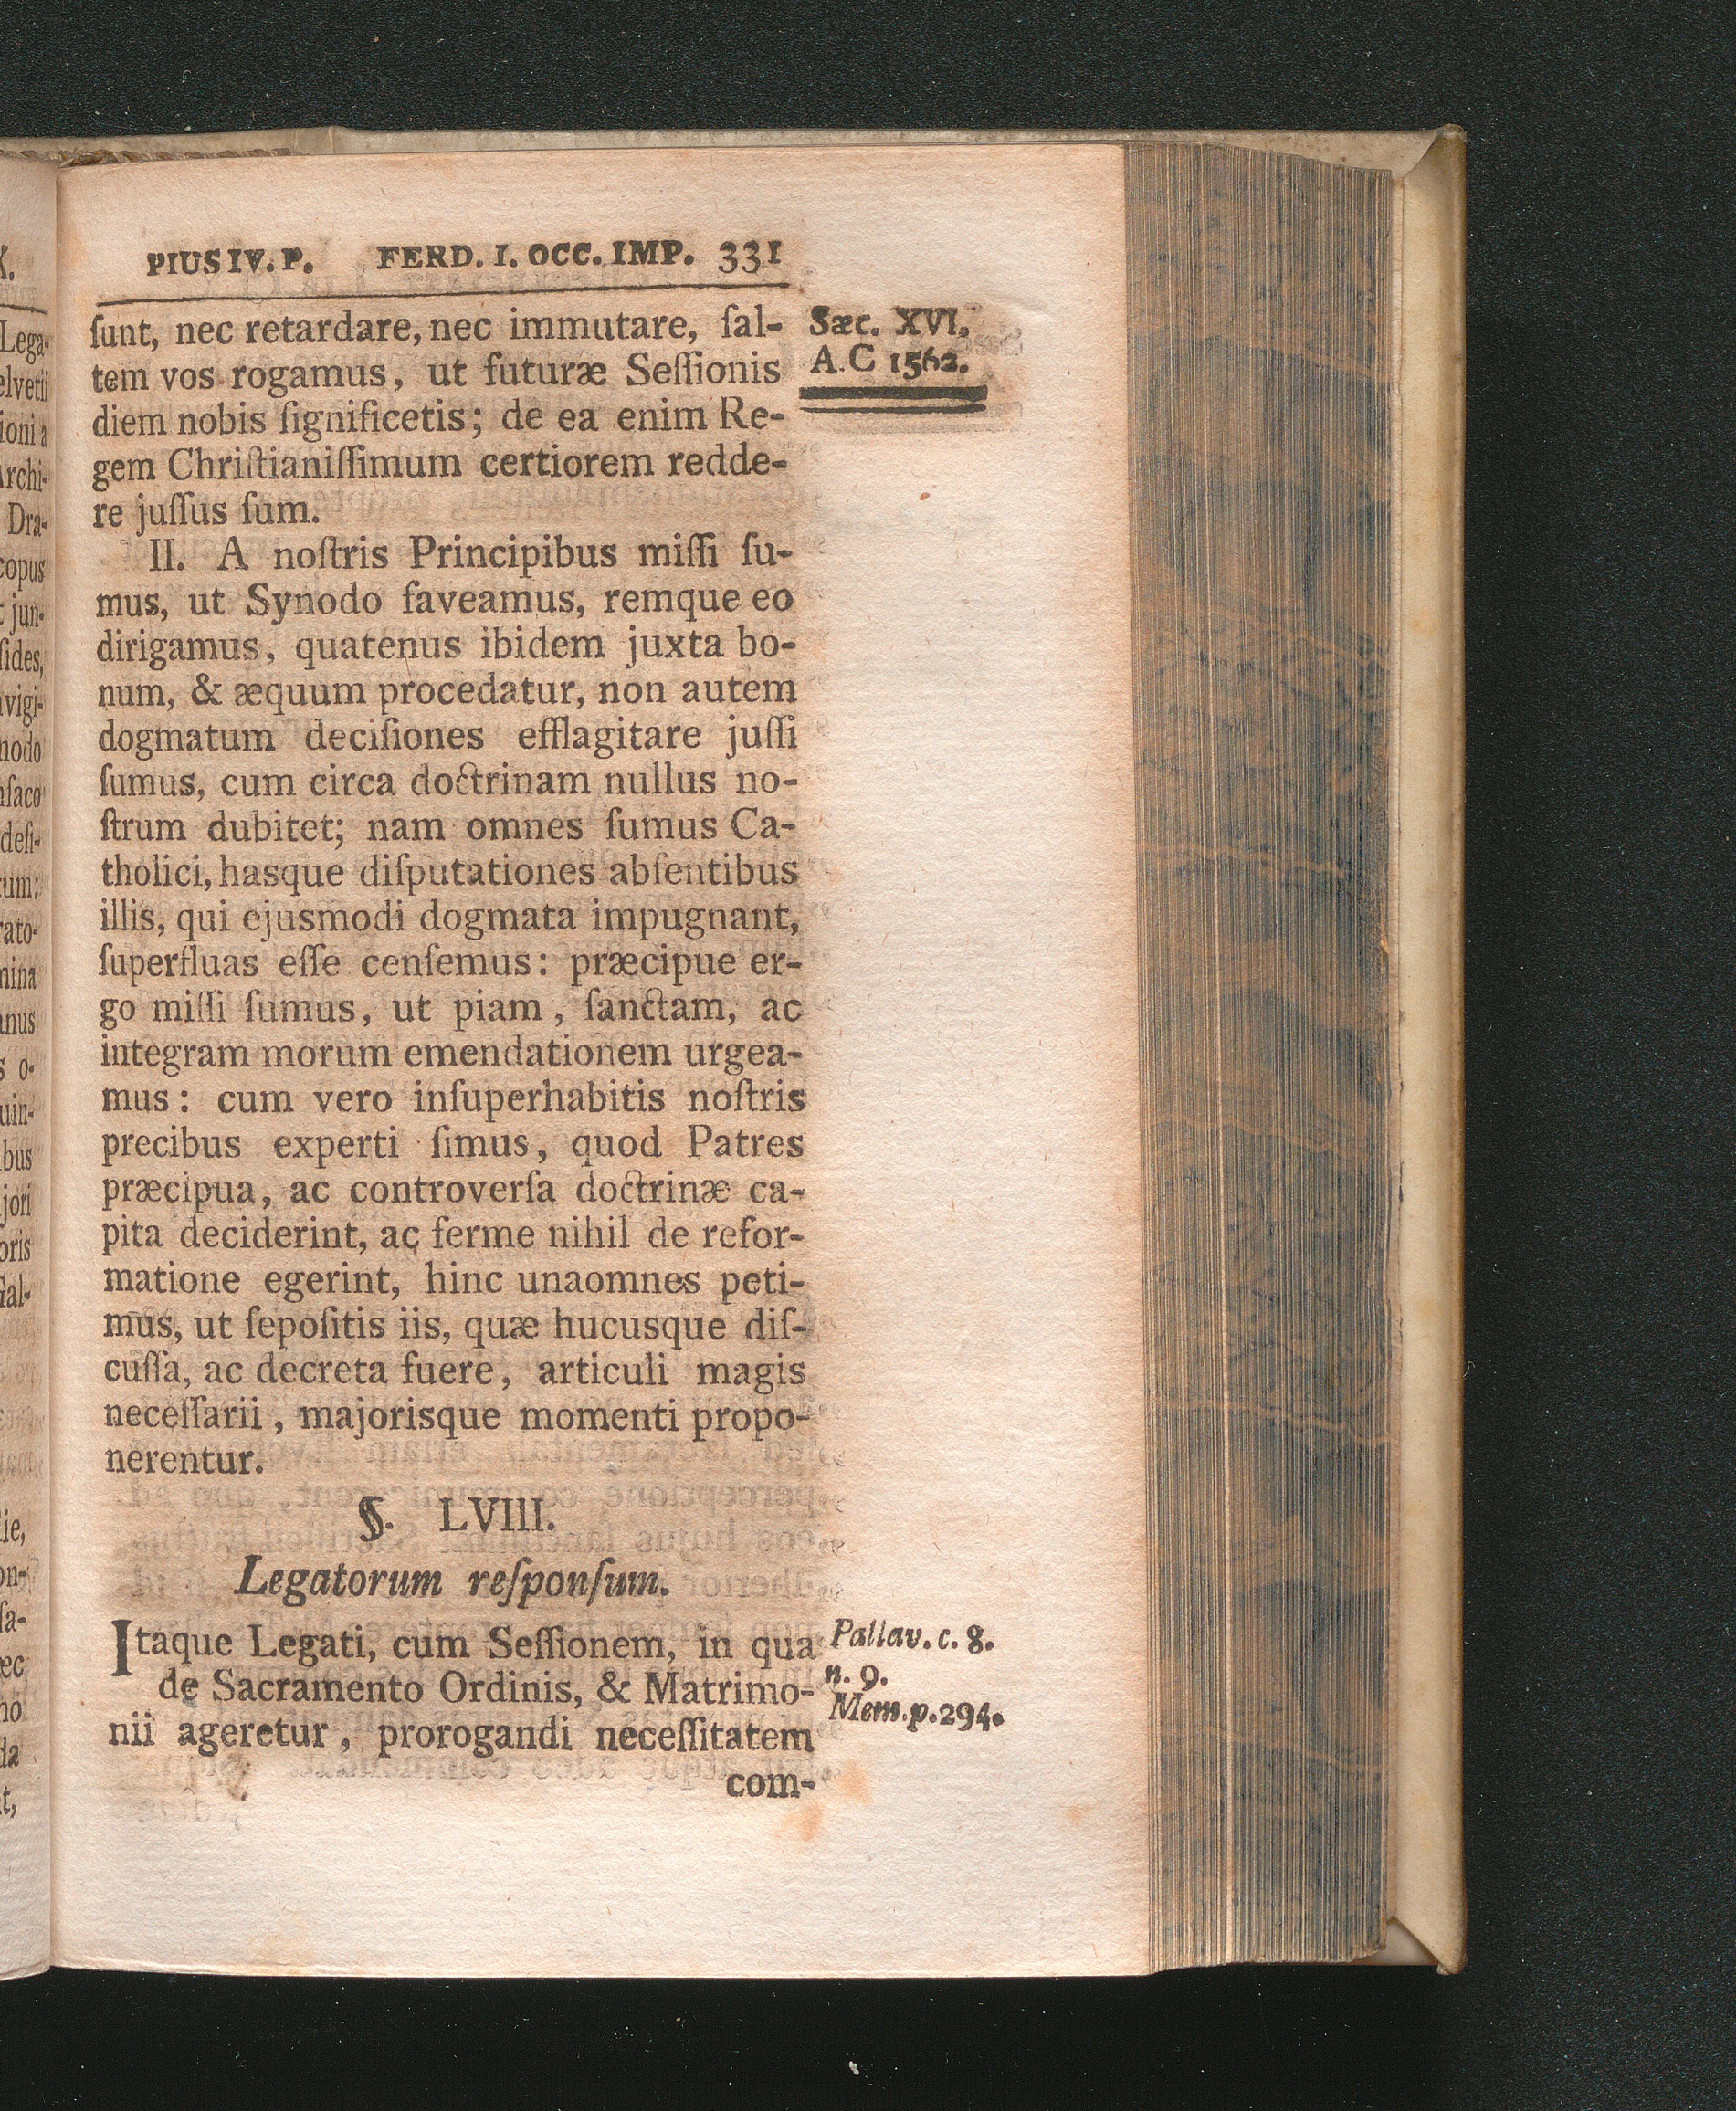 PIUS IV. P. FERD. I. OCC. IMP. 331
ſunt, nec retardare, nec immutare, ſal-
tem vos rogamus, ut futuræ Seſſionis
diem nobis ſignificetis; de ea enim Re-
gem Chriſtianiſſimum certiorem redde-
re juſſus ſum.
Sæc. XVI.
A.C 1562.
II. A noſtris Principibus miſſi ſu-
mus, ut Synodo faveamus, remque eo
dirigamus, quatenus ibidem juxta bo-
num, & æquum procedatur, non autem
dogmatum deciſiones efflagitare juſſi
ſumus, cum circa doctrinam nullus no-
ſtrum dubitet; nam omnes ſumus Ca-
tholici, hasque diſputationes abſentibus
illis, qui ejusmodi dogmata impugnant,
ſuperfluas eſſe cenſemus: præcipue er-
go miſſi ſumus, ut piam, ſanctam, ac
integram morum emendationem urgea-
mus: cum vero inſuperhabitis noſtris
precibus experti ſimus, quod Patres
præcipua, ac controverſa doctrinæ ca-
pita deciderint, ac ferme nihil de refor-
matione egerint, hinc unaomnes peti-
mus, ut ſepoſitis iis, quæ hucusque diſ-
cuſſa, ac decreta fuere, articuli magis
neceſſarii, majorisque momenti propo-
nerentur.
§. LVIII.
Legatorum reſponſum.
Itaque Legati, cum Seſſionem, in qua
de Sacramento Ordinis, & Matrimo-
nii ageretur, prorogandi neceſſitatem
com-
Pallav. c. 8.
n. 9.
Mem. p. 294.